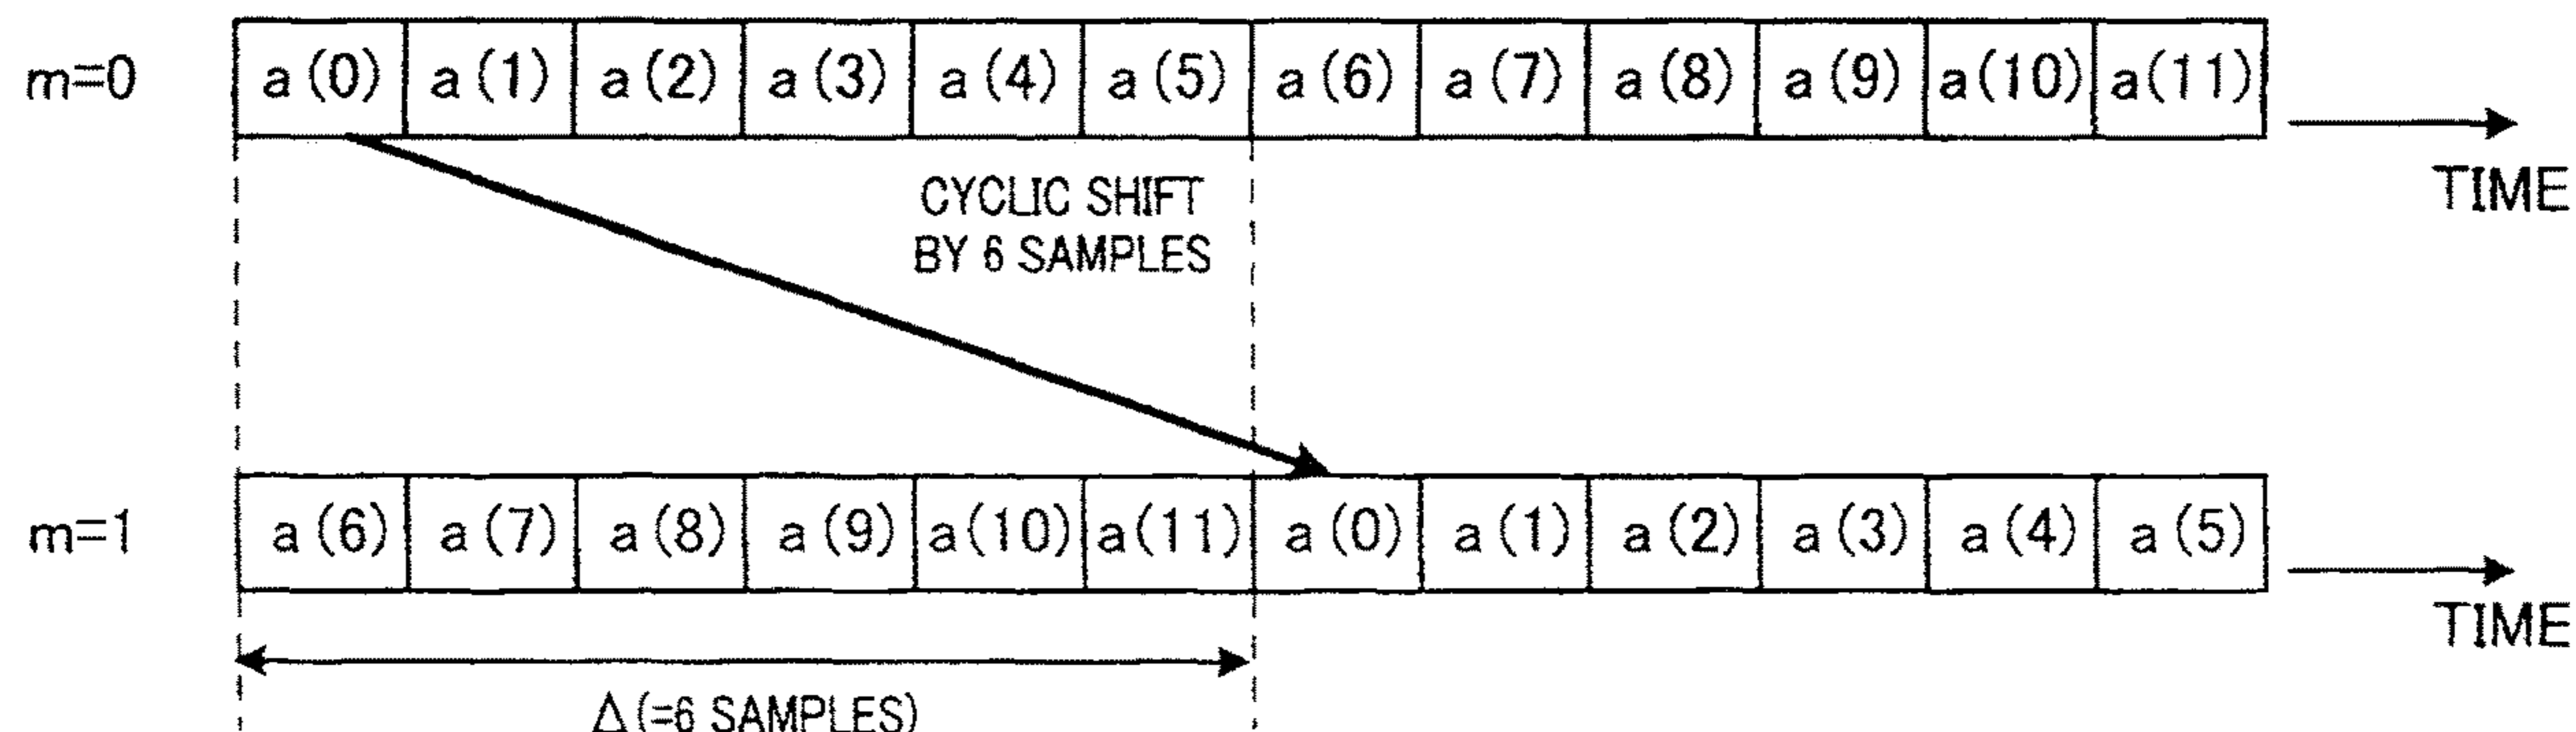 m=0 a(0) a(1) a(2) a(3) a(4) a(5) a(6) a(7) a(8) a(9) a(10) a(11)
TIME
CYCLIC SHIFT
BY 6 SAMPLES
m=1 a(6) a(7) a(8) a(9) a(10) a(11) a(0) a(1) a(2) a(3) a(4) a(5)
TIME
Δ(=6 SAMPLES)